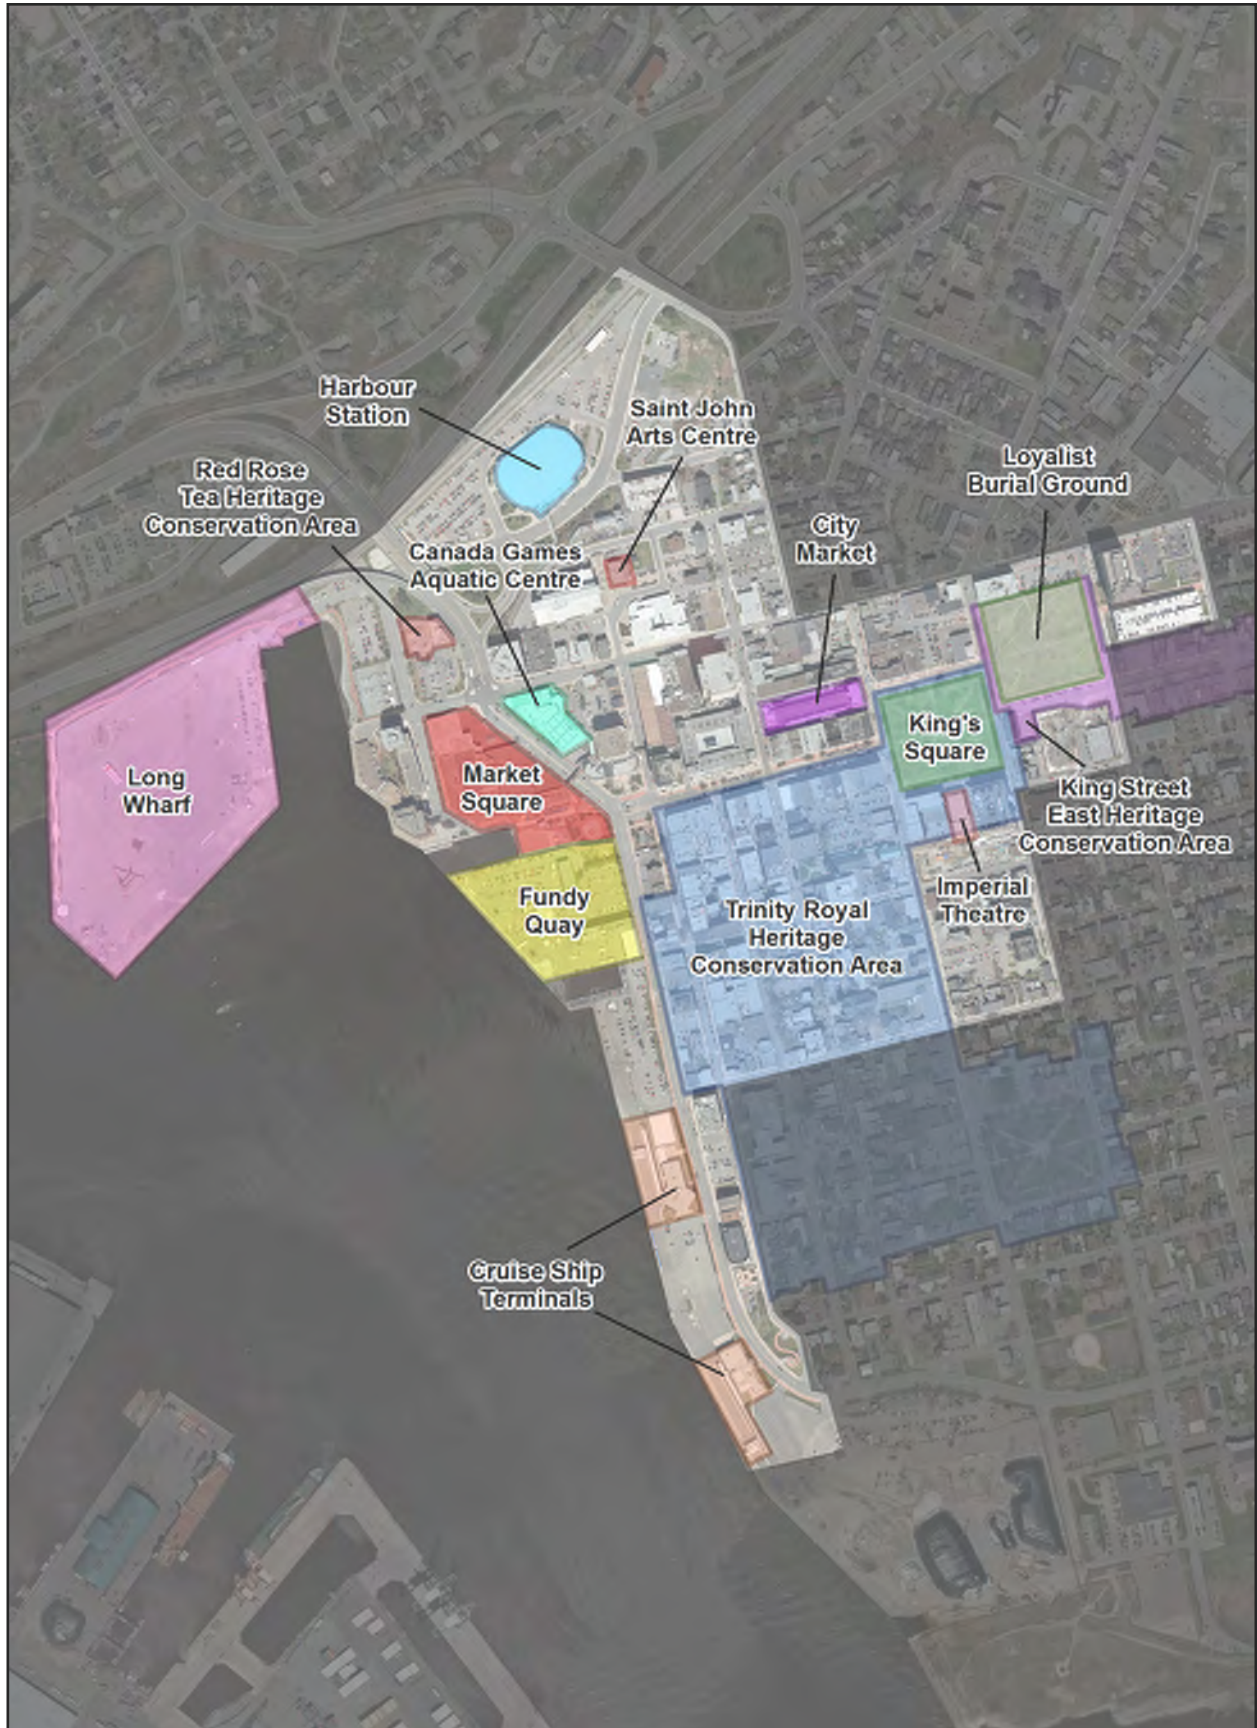 Harbour
Station
Saint John
Arts Centre
Red Rose
Tea Heritage
Conservation Area
Loyalist
Burial Ground
City
Market
Canada Games
Aquatic Centre
King's
Square
Long
Wharf
Market
Square
King Street
East Heritage
Conservation Area
Fundy
Quay
Imperial
Theatre
Trinity Royal
Heritage
Conservation Area
Cruise Ship
Terminals